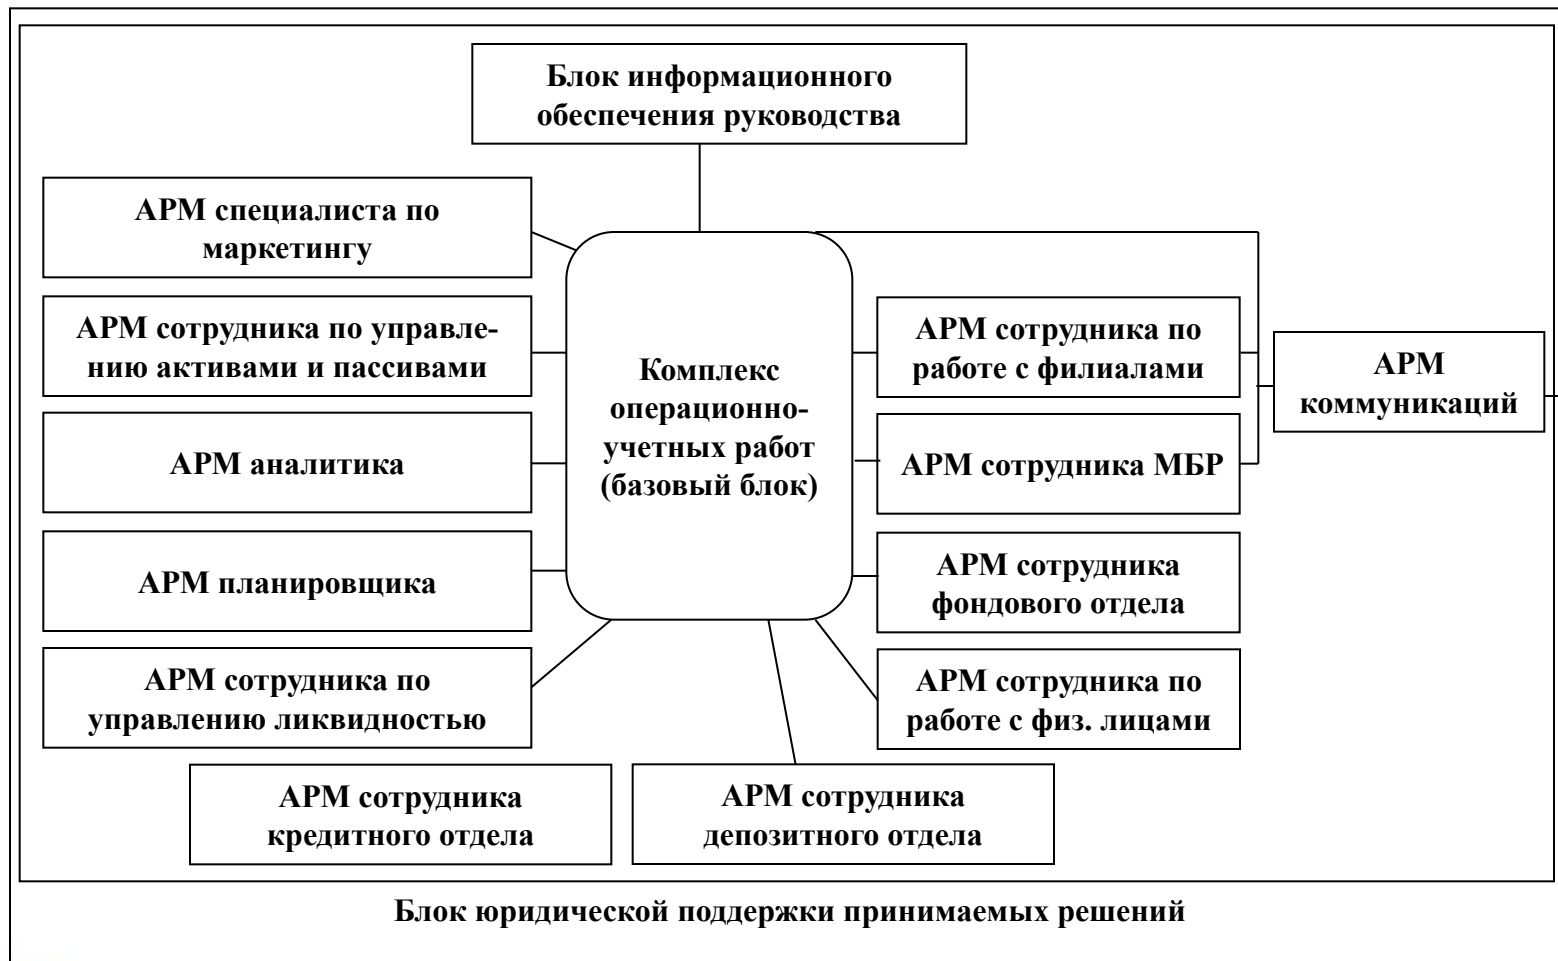 Блок информационного
обеспечения руководства
АРМ специалиста по
маркетингу
АРМ сотрудника по управле-
нию активами и пассивами
АРМ аналитика
АРМ планировщика
АРМ сотрудника по
управлению ликвидностью
Комплекс
операционно-
учетных работ
(базовый блок)
АРМ сотрудника по
работе с филиалами
АРМ сотрудника МБР
АРМ сотрудника
фондового отдела
АРМ сотрудника по
работе с физ. лицами
АРМ
коммуникаций
АРМ сотрудника
кредитного отдела
АРМ сотрудника
депозитного отдела
Блок юридической поддержки принимаемых решений